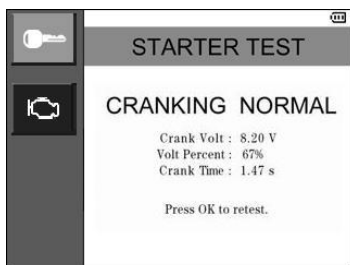 STARTER TEST
CRANKING NORMAL
Crank Volt : 8.20 V
Volt Percent : 67%
Crank Time : 1.47 s
Press OK to retest.